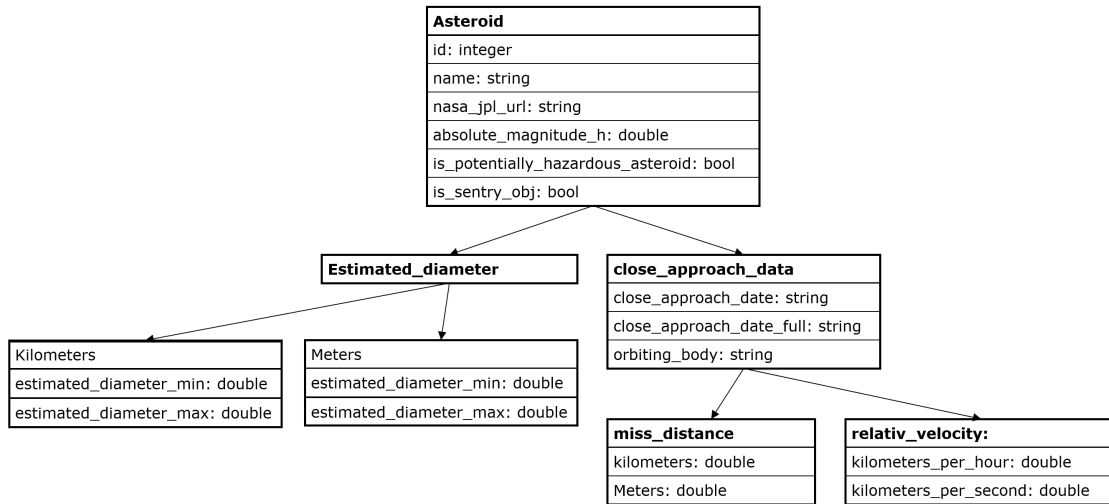 Asteroid
id: integer
name: string
nasa_jpl_url: string
absolute_magnitude_h: double
is_potentially_hazardous_asteroid: bool
is_sentry_obj: bool
Estimated_diameter
close_approach_data
close_approach_date: string
close_approach_date_full: string
orbiting_body: string
Kilometers
estimated_diameter_min: double
estimated_diameter_max: double
Meters
estimated_diameter_min: double
estimated_diameter_max: double
miss_distance
kilometers: double
Meters: double
relativ_velocity:
kilometers_per_hour: double
kilometers_per_second: double